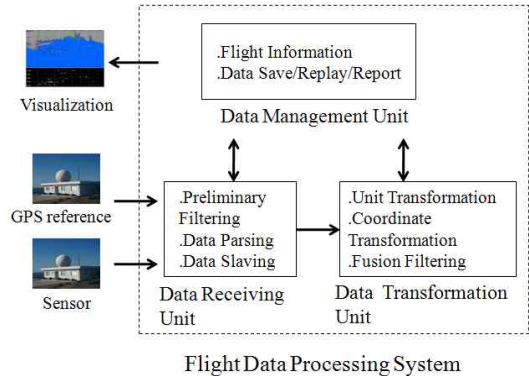 .Flight Information
.Data Save/Replay/Report
Visualization
Data Management Unit
GPS reference
.Preliminary
Filtering
.Data Parsing
.Data Slaving
.Unit Transformation
.Coordinate
Transformation
.Fusion Filtering
Sensor
Data Receiving
Unit
Data Transformation
Unit
Flight Data Processing System